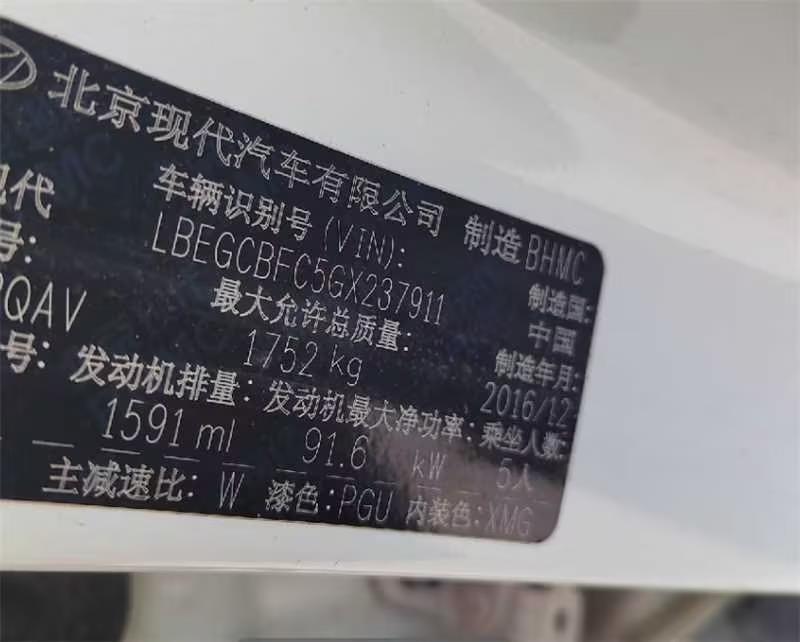 北京现代汽车有限公司 制造 BHMC
现代 车辆识别号(VIN): 制造国:
号: LBEGCBFC5GX237911 中国
QAV 最大允许总质量: 制造年月:
1752 kg 2016/12
号: 发动机排量: 发动机最大净功率: 乘坐人数:
1591 ml 91.6 kW 5人
主减速比: W 漆色:PGU 内装色:XMG